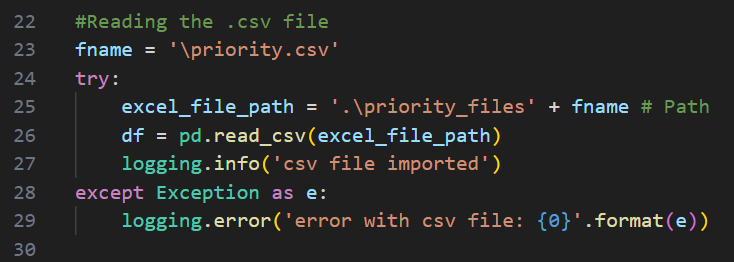 22 #Reading the .csv file
23 fname = '\priority.csv'
24 try:
25     excel_file_path = '.\priority_files' + fname # Path
26     df = pd.read_csv(excel_file_path)
27     logging.info('csv file imported')
28 except Exception as e:
29     logging.error('error with csv file: {0}'.format(e))
30